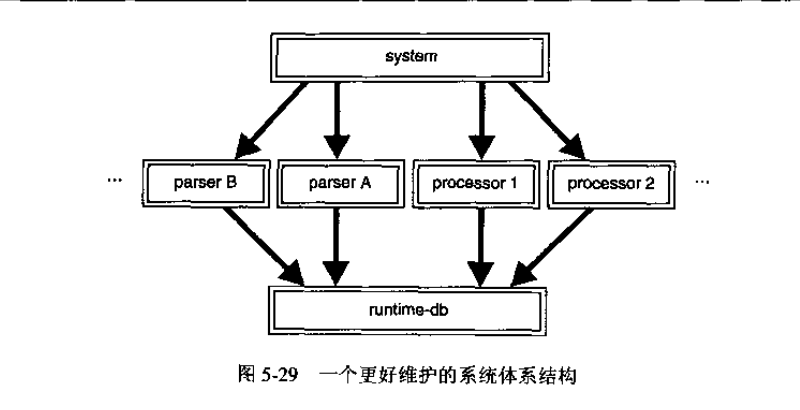 system
... parser B parser A processor 1 processor 2 ...
runtime-db
图 5-29 一个更好维护的系统体系结构